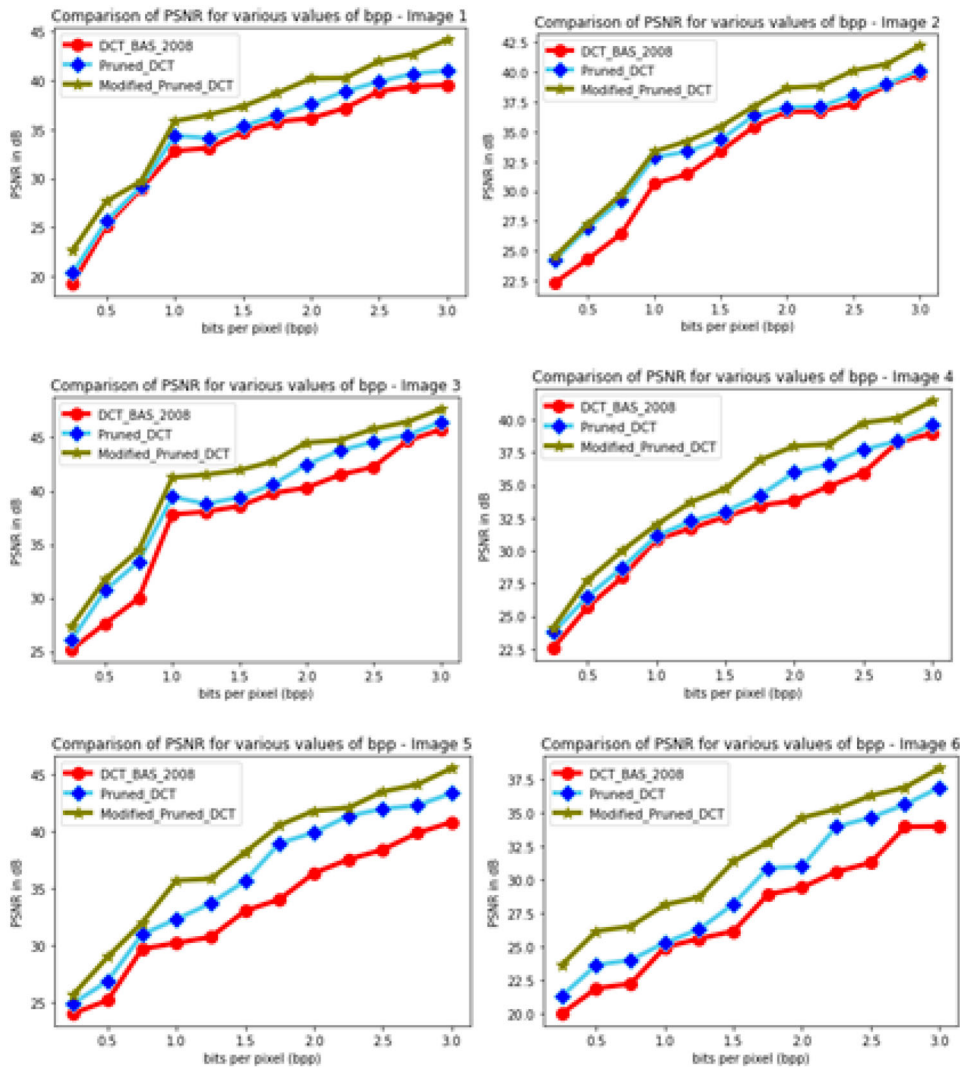 Comparison of PSNR for various values of bpp - Image 1
DCT_BAS_2008
Pruned_DCT
Modified_Pruned_DCT
PSNR in dB
45
40
35
30
25
20
0.5 1.0 1.5 2.0 2.5 3.0
bits per pixel (bpp)
Comparison of PSNR for various values of bpp - Image 2
DCT_BAS_2008
Pruned_DCT
Modified_Pruned_DCT
PSNR in dB
42.5
40.0
37.5
35.0
32.5
30.0
27.5
25.0
22.5
0.5 1.0 1.5 2.0 2.5 3.0
bits per pixel (bpp)
Comparison of PSNR for various values of bpp - Image 3
DCT_BAS_2008
Pruned_DCT
Modified_Pruned_DCT
PSNR in dB
45
40
35
30
25
0.5 1.0 1.5 2.0 2.5 3.0
bits per pixel (bpp)
Comparison of PSNR for various values of bpp - Image 4
DCT_BAS_2008
Pruned_DCT
Modified_Pruned_DCT
PSNR in dB
40.0
37.5
35.0
32.5
30.0
27.5
25.0
22.5
0.5 1.0 1.5 2.0 2.5 3.0
bits per pixel (bpp)
Comparison of PSNR for various values of bpp - Image 5
DCT_BAS_2008
Pruned_DCT
Modified_Pruned_DCT
PSNR in dB
45
40
35
30
25
0.5 1.0 1.5 2.0 2.5 3.0
bits per pixel (bpp)
Comparison of PSNR for various values of bpp - Image 6
DCT_BAS_2008
Pruned_DCT
Modified_Pruned_DCT
PSNR in dB
37.5
35.0
32.5
30.0
27.5
25.0
22.5
20.0
0.5 1.0 1.5 2.0 2.5 3.0
bits per pixel (bpp)